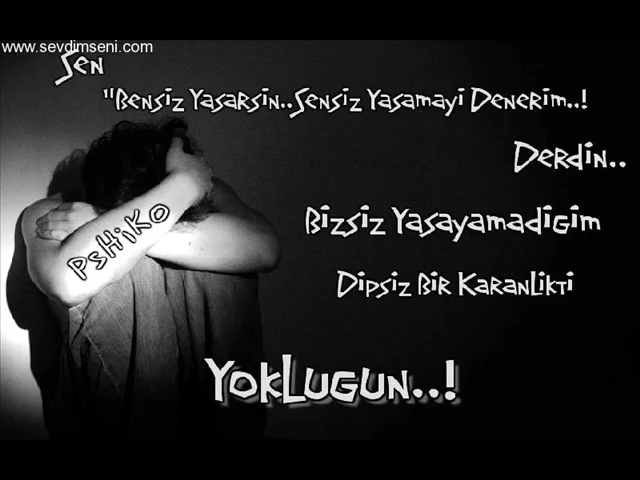 www.sevdimseni.com
Sen
"Bensiz Yasarsin..Sensiz Yasamayi Denerim..!
Derdin..
Bizsiz Yasayamadigim
PsHiKo
Dipsiz Bir Karanlikti
Yoklugun..!